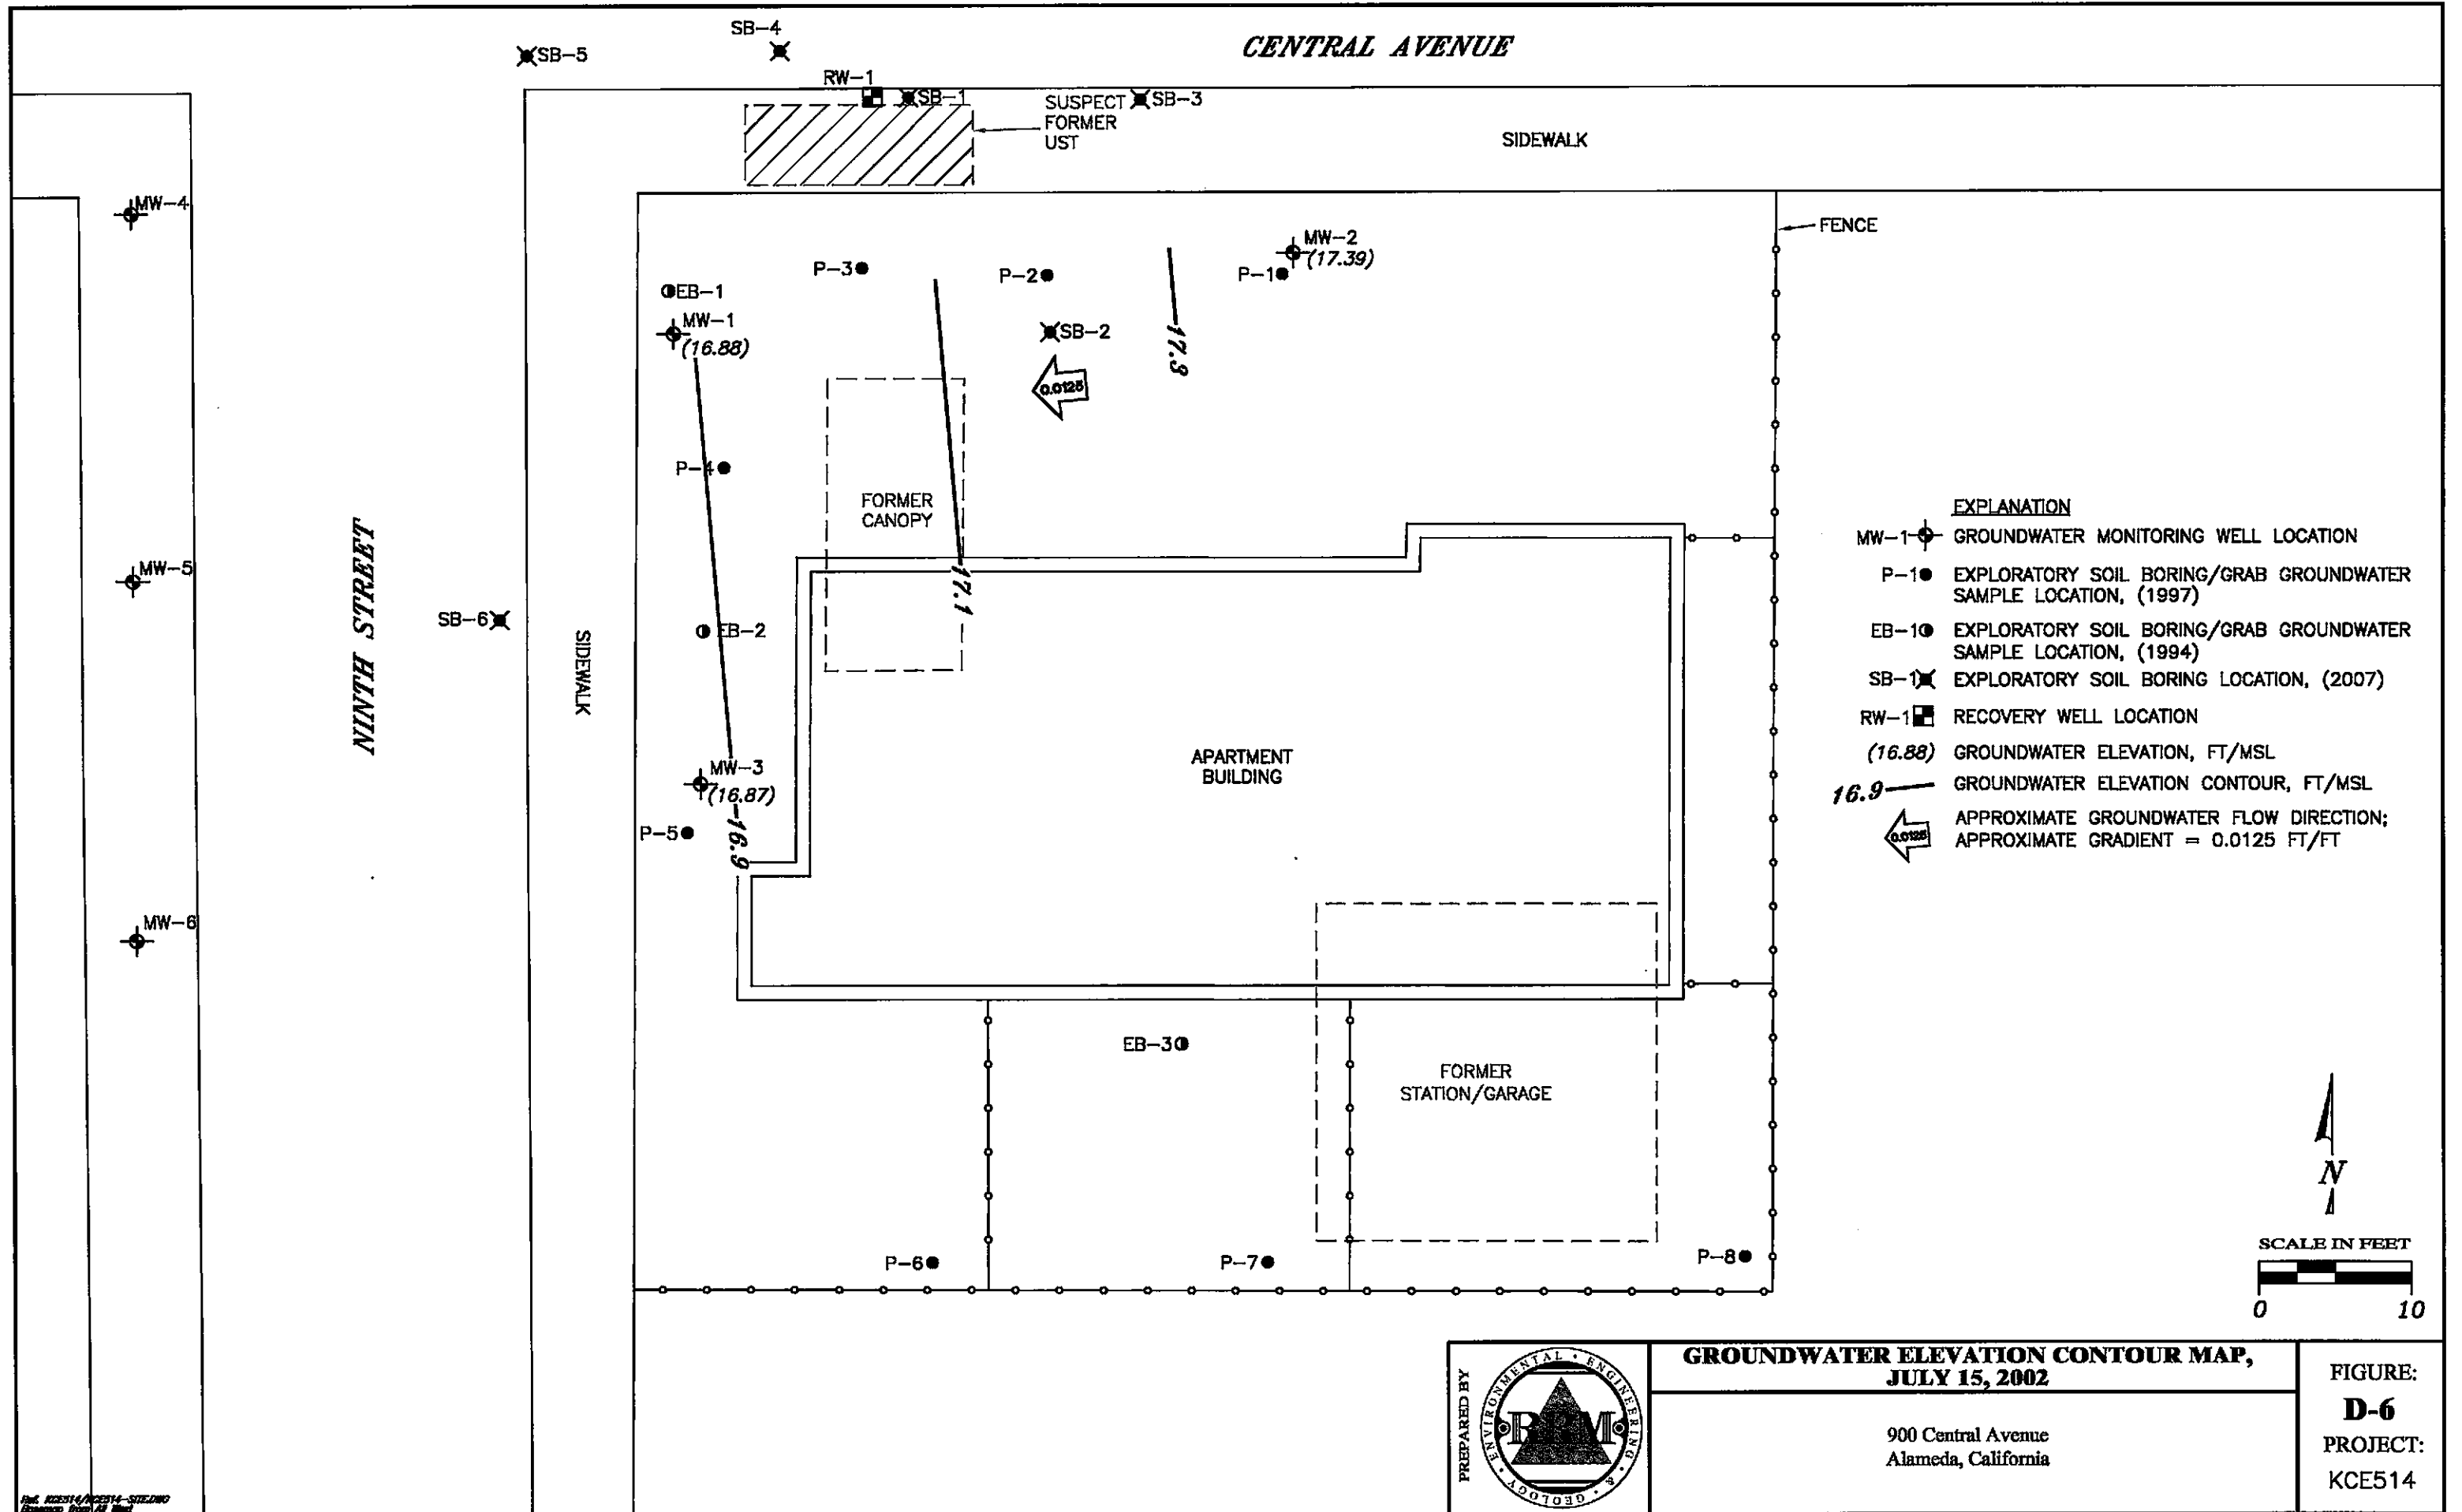 CENTRAL AVENUE
SB-4
SB-5
RW-1
SB-1
SUSPECT
FORMER
UST
SB-3
SIDEWALK
MW-4
FENCE
MW-2
(17.39)
P-3
P-2
P-1
EB-1
MW-1
(16.88)
SB-2
17.3
0.0125
P-4
FORMER
CANOPY
17.1
NINTH STREET
MW-5
SB-6
SIDEWALK
EB-2
MW-3
(16.87)
P-5
16.9
APARTMENT
BUILDING
MW-6
EB-3
FORMER
STATION/GARAGE
P-6
P-7
P-8
EXPLANATION
MW-1 GROUNDWATER MONITORING WELL LOCATION
P-1 EXPLORATORY SOIL BORING/GRAB GROUNDWATER
SAMPLE LOCATION, (1997)
EB-1 EXPLORATORY SOIL BORING/GRAB GROUNDWATER
SAMPLE LOCATION, (1994)
SB-1 EXPLORATORY SOIL BORING LOCATION, (2007)
RW-1 RECOVERY WELL LOCATION
(16.88) GROUNDWATER ELEVATION, FT/MSL
16.9 GROUNDWATER ELEVATION CONTOUR, FT/MSL
0.0125 APPROXIMATE GROUNDWATER FLOW DIRECTION;
APPROXIMATE GRADIENT = 0.0125 FT/FT
N
SCALE IN FEET
0 10
PREPARED BY
ENVIRONMENTAL • ENGINEERING • & GEOLOGY •
GROUNDWATER ELEVATION CONTOUR MAP,
JULY 15, 2002
900 Central Avenue
Alameda, California
FIGURE:
D-6
PROJECT:
KCE514